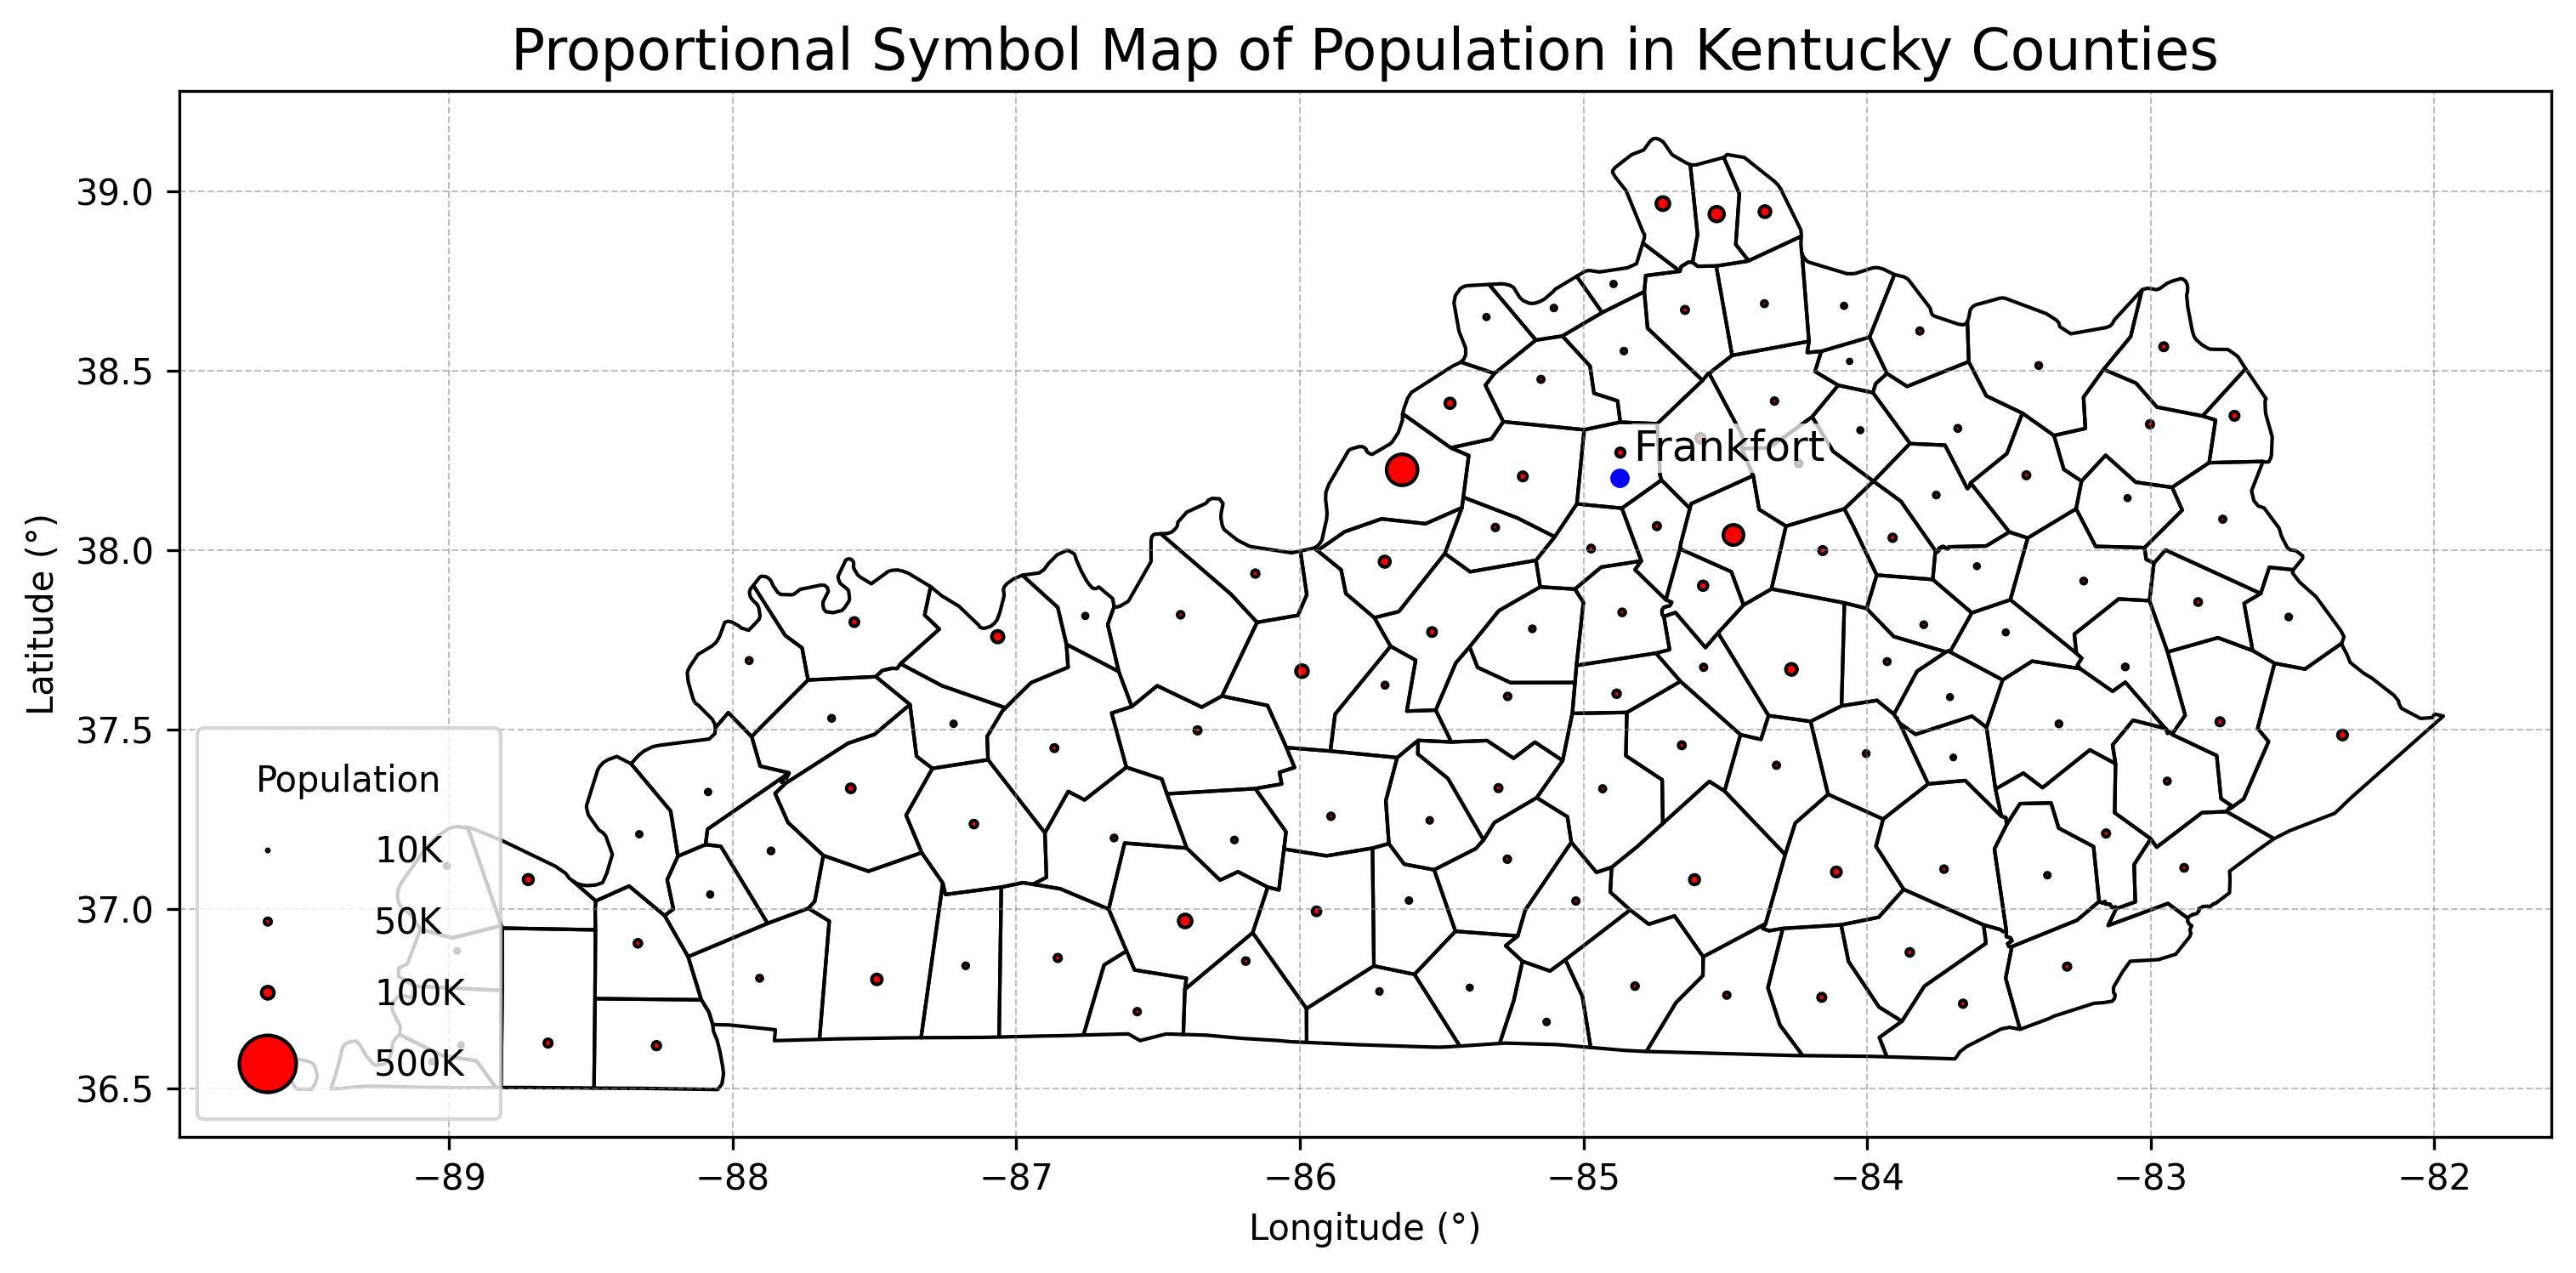 Proportional Symbol Map of Population in Kentucky Counties
39.0
38.5
38.0
37.5
37.0
36.5
Latitude (°)
Frankfort
Population
10K
50K
100K
500K
−89
−88
−87
−86
−85
−84
−83
−82
Longitude (°)